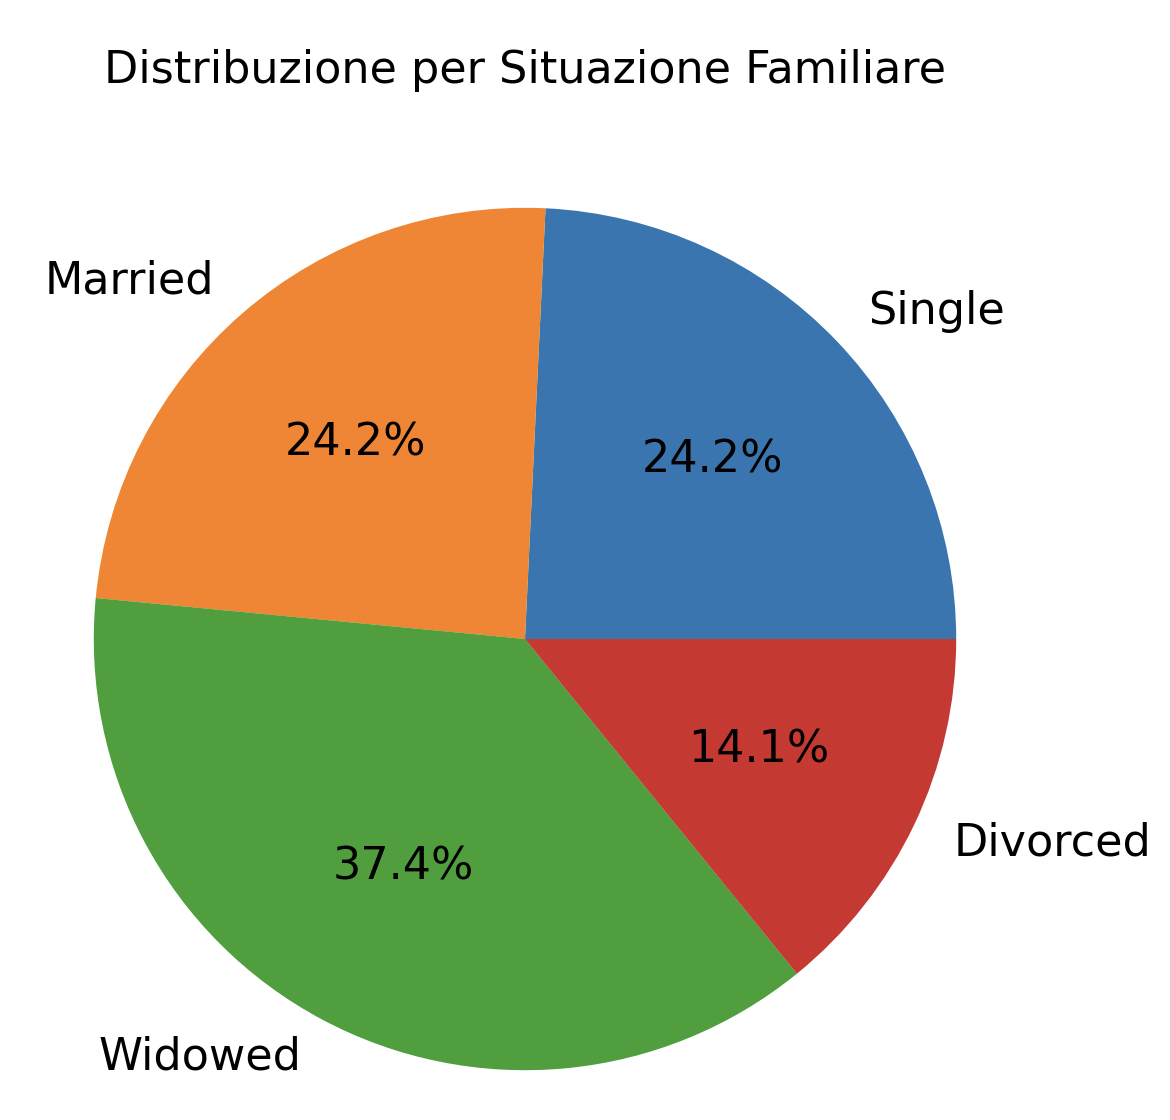 Distribuzione per Situazione Familiare
Married
Single
24.2%
24.2%
14.1%
Divorced
37.4%
Widowed